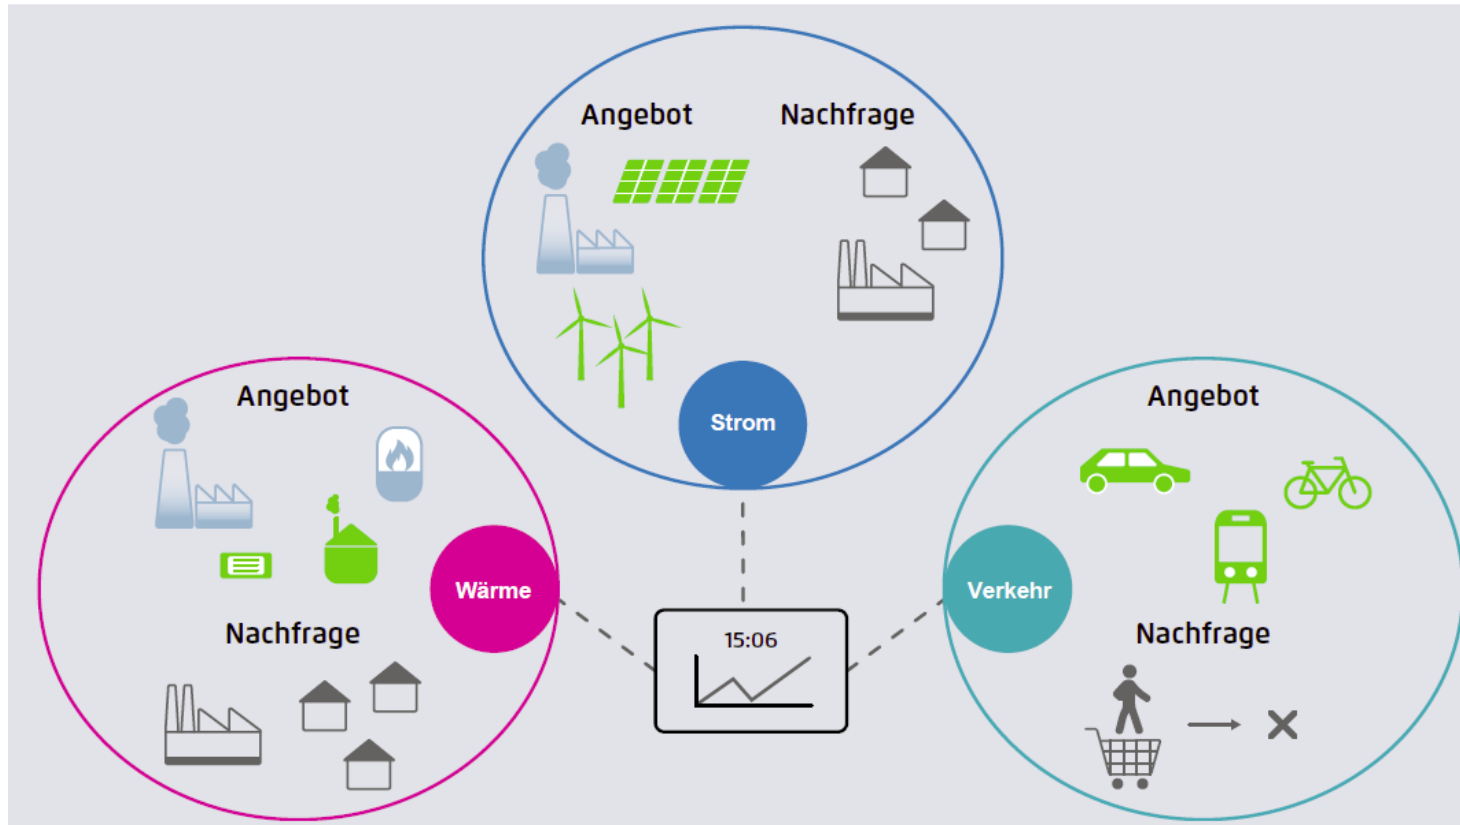 Angebot
Nachfrage
Strom
Angebot
Wärme
Nachfrage
Angebot
Verkehr
Nachfrage
15:06